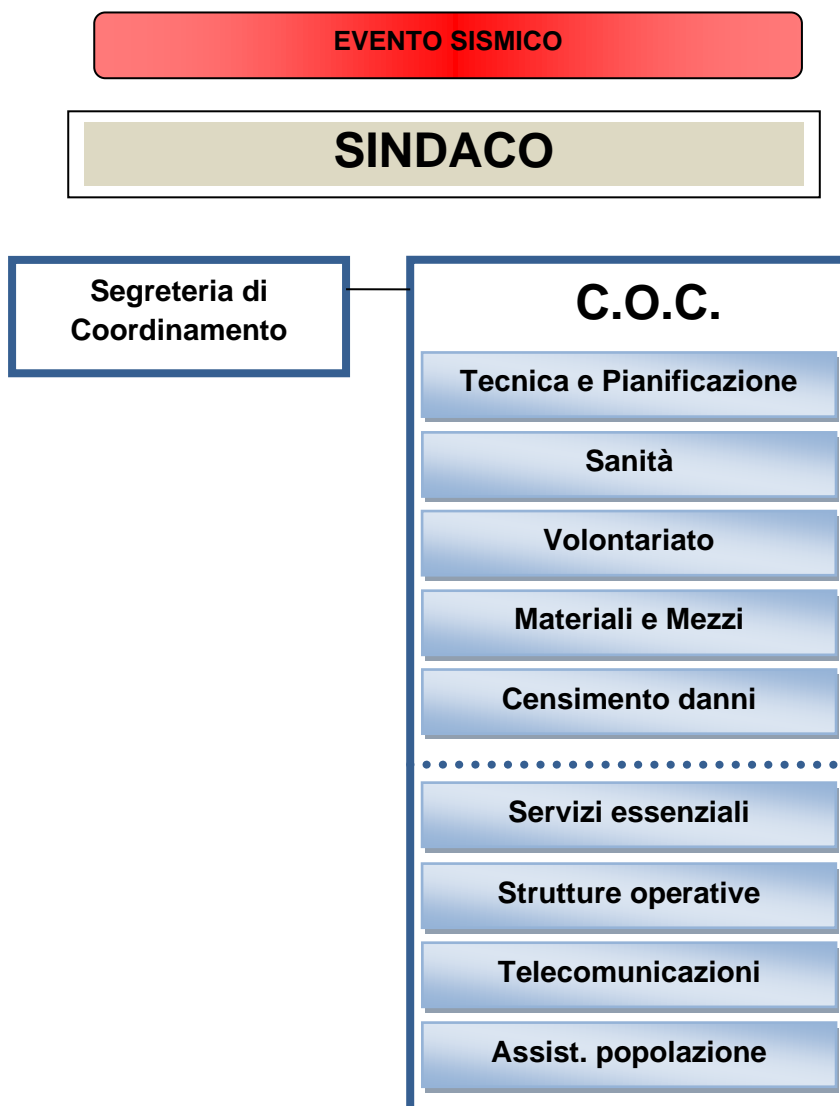 EVENTO SISMICO
SINDACO
Segreteria di
Coordinamento
C.O.C.
Tecnica e Pianificazione
Sanità
Volontariato
Materiali e Mezzi
Censimento danni
Servizi essenziali
Strutture operative
Telecomunicazioni
Assist. popolazione